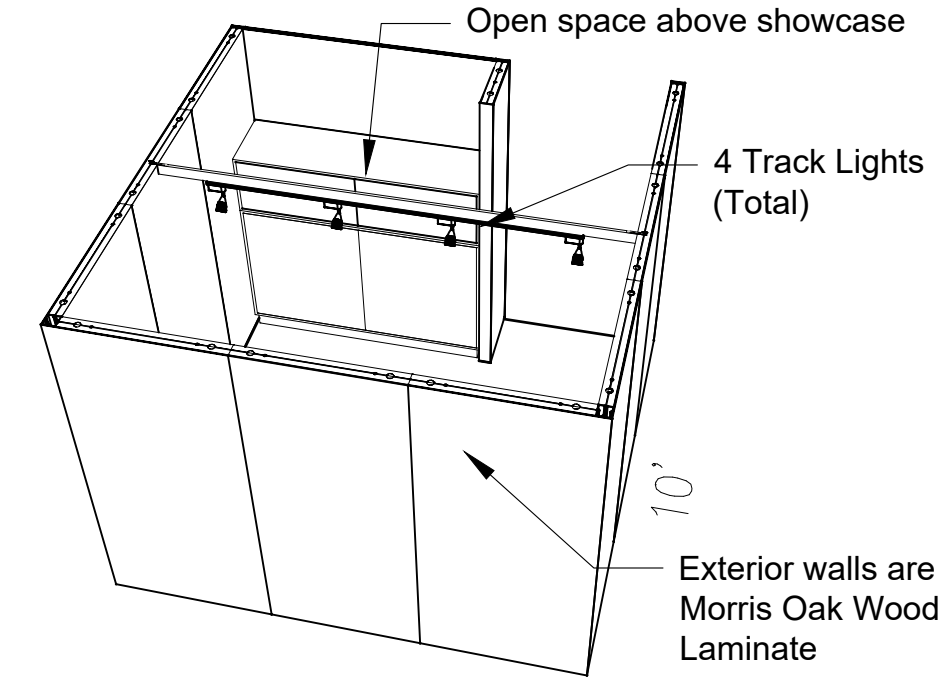 Open space above showcase
4 Track Lights
(Total)
10'
Exterior walls are
Morris Oak Wood
Laminate